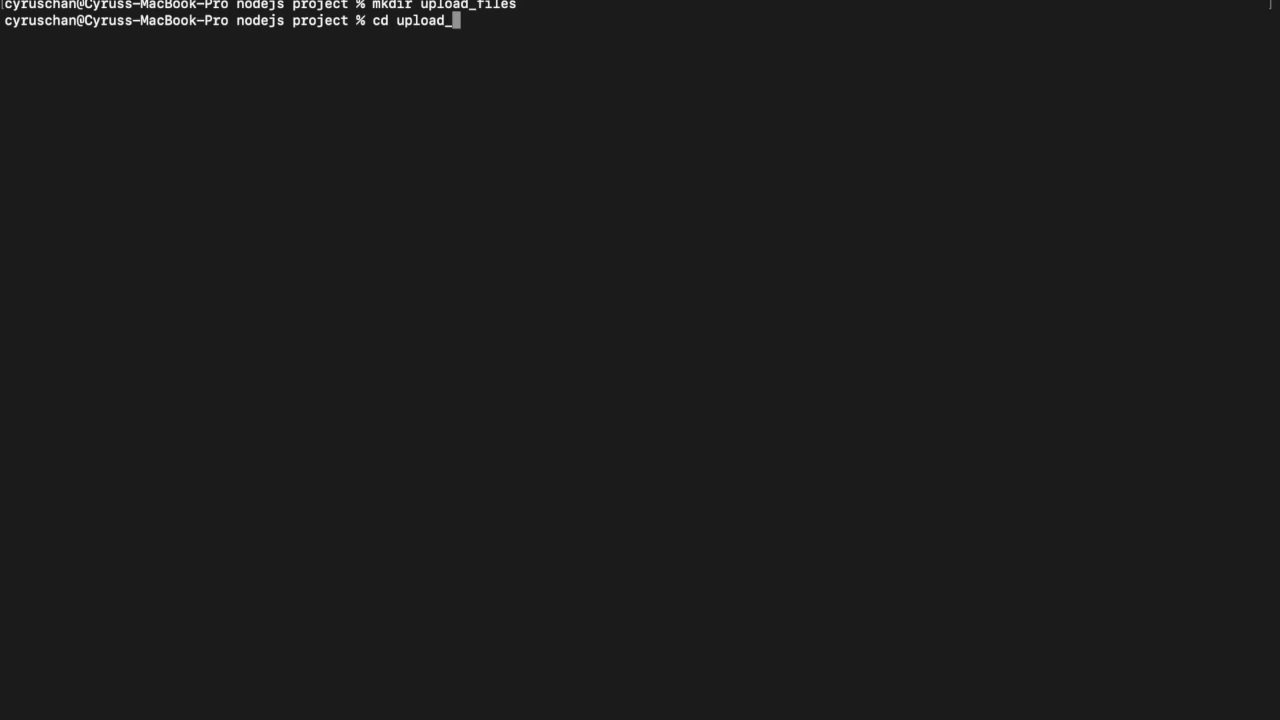 [cyruschan@Cyruss-MacBook-Pro nodejs project % mkdir upload_files ]
cyruschan@Cyruss-MacBook-Pro nodejs project % cd upload_